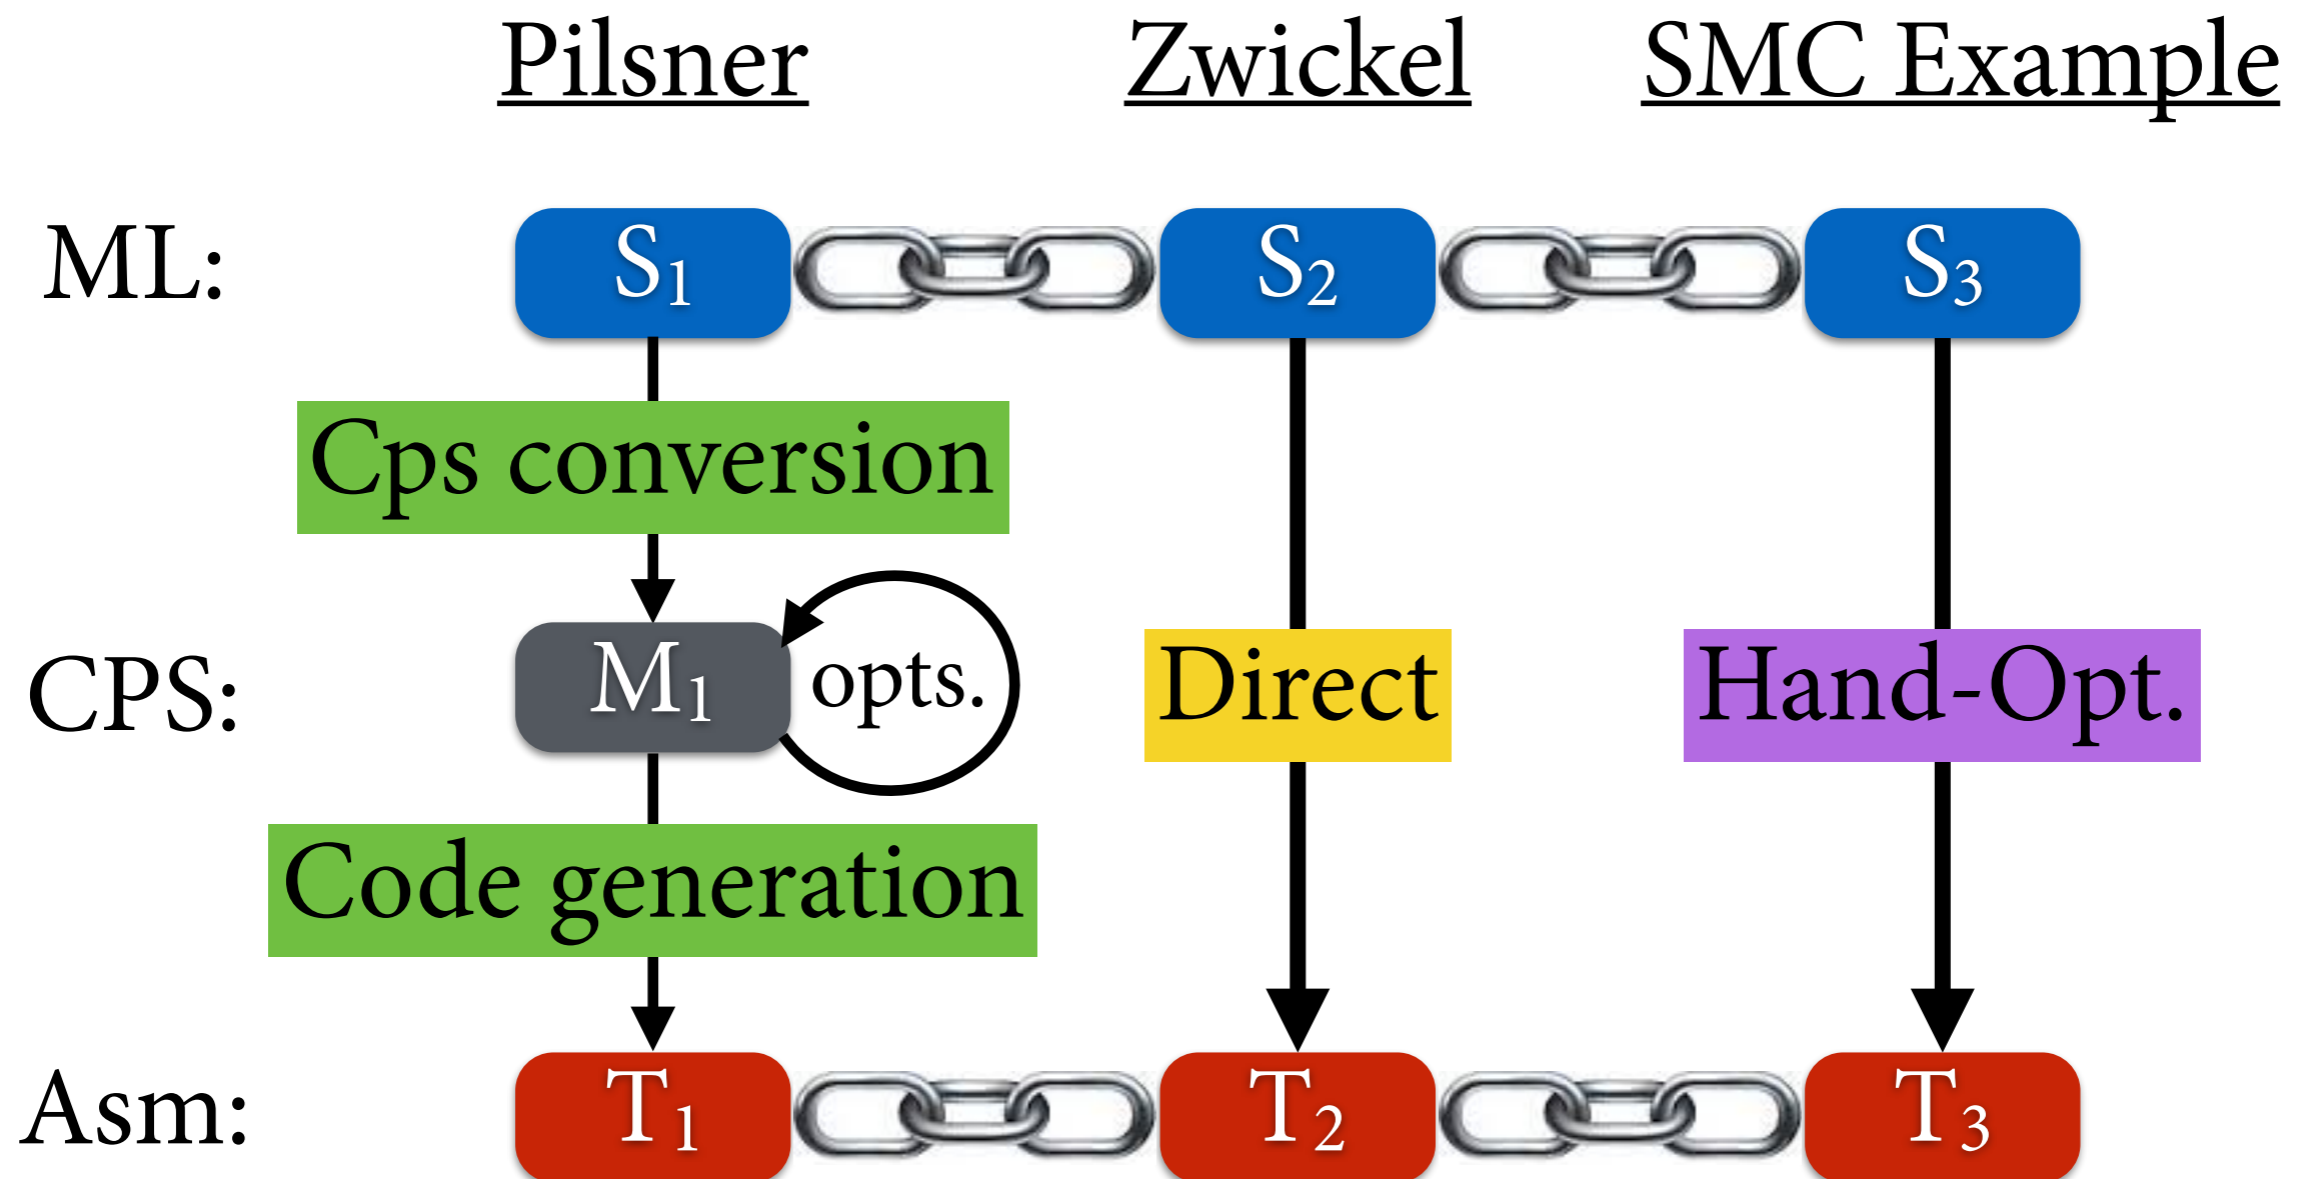 Pilsner Zwickel SMC Example
ML: S1 S2 S3
Cps conversion
CPS: M1 opts. Direct Hand-Opt.
Code generation
Asm: T1 T2 T3